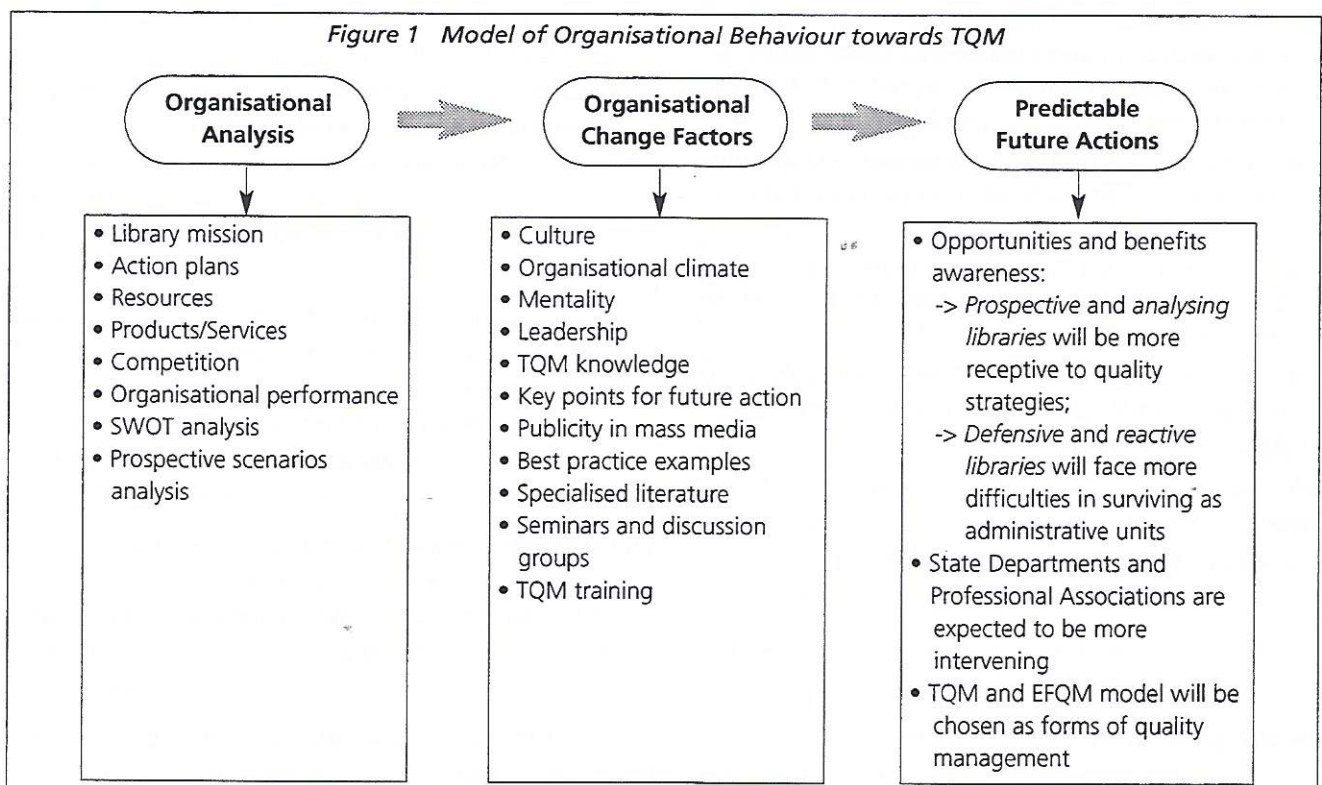 Figure 1 Model of Organisational Behaviour towards TQM
Organisational
Analysis
Organisational
Change Factors
Predictable
Future Actions
• Library mission
• Action plans
• Resources
• Products/Services
• Competition
• Organisational performance
• SWOT analysis
• Prospective scenarios
analysis
• Culture
• Organisational climate
• Mentality
• Leadership
• TQM knowledge
• Key points for future action
• Publicity in mass media
• Best practice examples
• Specialised literature
• Seminars and discussion
groups
• TQM training
• Opportunities and benefits
awareness:
-> Prospective and analysing
libraries will be more
receptive to quality
strategies;
-> Defensive and reactive
libraries will face more
difficulties in surviving as
administrative units
• State Departments and
Professional Associations are
expected to be more
intervening
• TQM and EFQM model will be
chosen as forms of quality
management